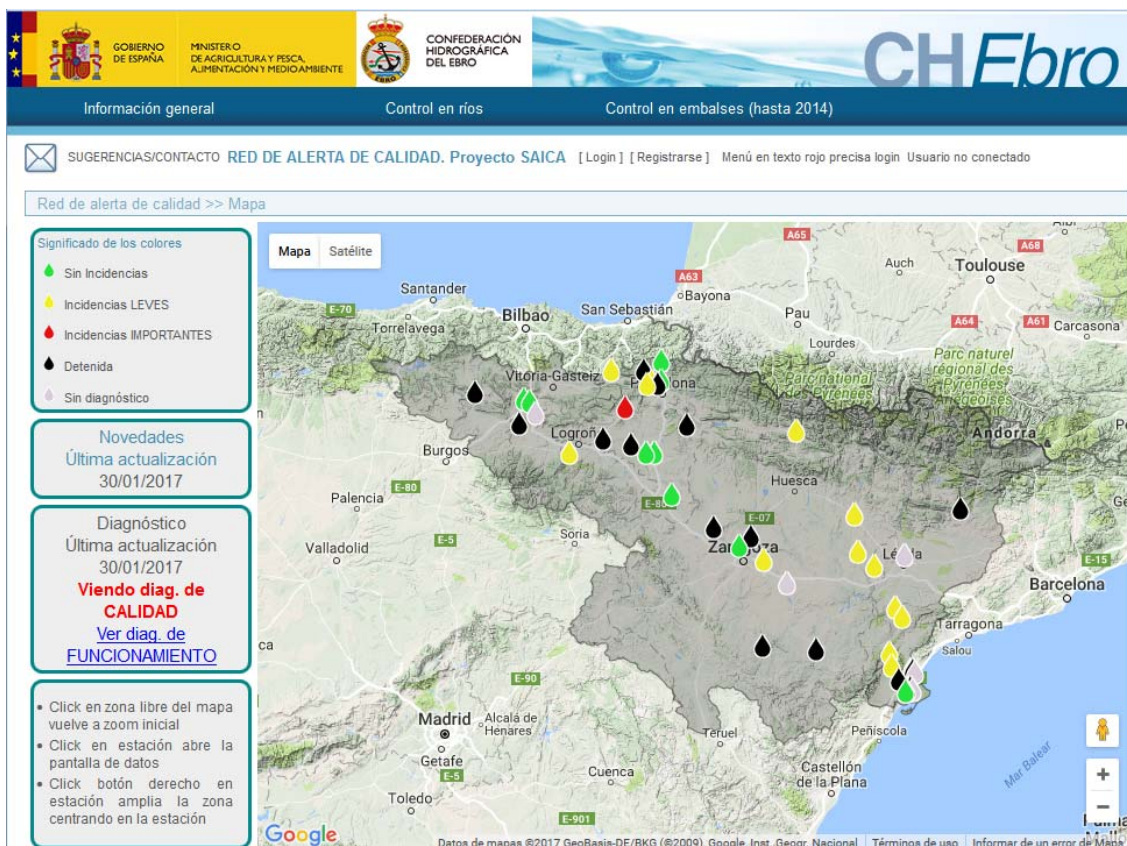 GOBIERNO
DE ESPAÑA
MINISTERIO
DE AGRICULTURA Y PESCA,
ALIMENTACIÓN Y MEDIO AMBIENTE
EBRO
CONFEDERACIÓN
HIDROGRÁFICA
DEL EBRO
CHEbro
Información general
Control en ríos
Control en embalses (hasta 2014)
SUGERENCIAS/CONTACTO RED DE ALERTA DE CALIDAD. Proyecto SAICA [ Login ] [ Registrarse ] Menú en texto rojo precisa login Usuario no conectado
Red de alerta de calidad >> Mapa
Significado de los colores
Sin Incidencias
Incidencias LEVES
Incidencias IMPORTANTES
Detenida
Sin diagnóstico
Novedades
Última actualización
30/01/2017
Diagnóstico
Última actualización
30/01/2017
Viendo diag. de
CALIDAD
Ver diag. de
FUNCIONAMIENTO
• Click en zona libre del mapa
vuelve a zoom inicial
• Click en estación abre la
pantalla de datos
• Click botón derecho en
estación amplia la zona
centrando en la estación
Mapa
Satélite
A65
A68
Auch
Toulouse
A63
Bayona
Santander
San Sebastián
E-70
Bilbao
Torrelavega
Pau
A64
A61
Carcasona
Lourdes
Parc naturel
régional des
Pyrénées
Vitoria-Gasteiz
Andorra
Burgos
Huesca
E-80
Palencia
E-07
Soria
Valladolid
E-5
E-15
Barcelona
Tarragona
Salou
E-90
Madrid
Alcalá de
Henares
Teruel
Peñíscola
Getafe
E-5
Cuenca
Castellón
de la Plana
Mar Balear
Toledo
E-901
Google
Datos de mapas ©2017 GeoBasis-DE/BKG (©2009), Google, Inst. Geogr. Nacional
Términos de uso
Informar de un error de Maps